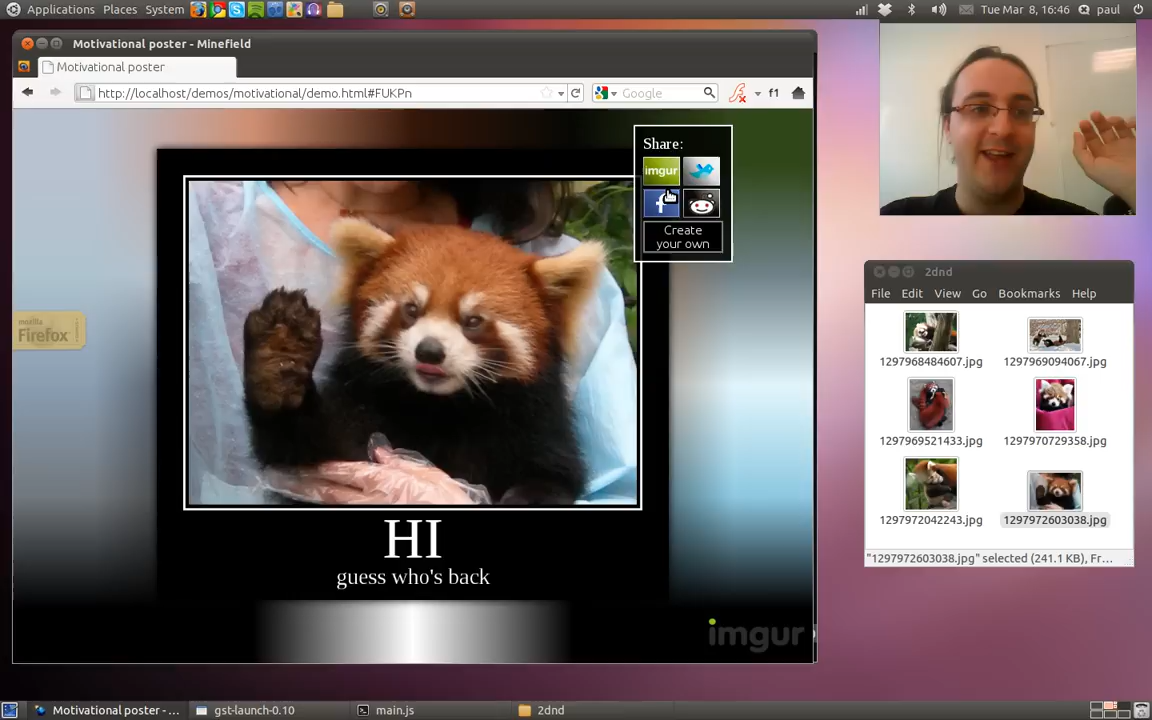 Applications Places System
Tue Mar 8, 16:46 paul
Motivational poster - Minefield
Motivational poster
http://localhost/demos/motivational/demo.html#FUKPn
Google
f1
Share:
imgur
f
Create
your own
mozilla
Firefox
HI
guess who's back
imgur
2dnd
File Edit View Go Bookmarks Help
1297968484607.jpg 1297969094067.jpg
1297969521433.jpg 1297970729358.jpg
1297972042243.jpg 1297972603038.jpg
"1297972603038.jpg" selected (241.1 KB), Fr...
Motivational poster - ... gst-launch-0.10 main.js 2dnd